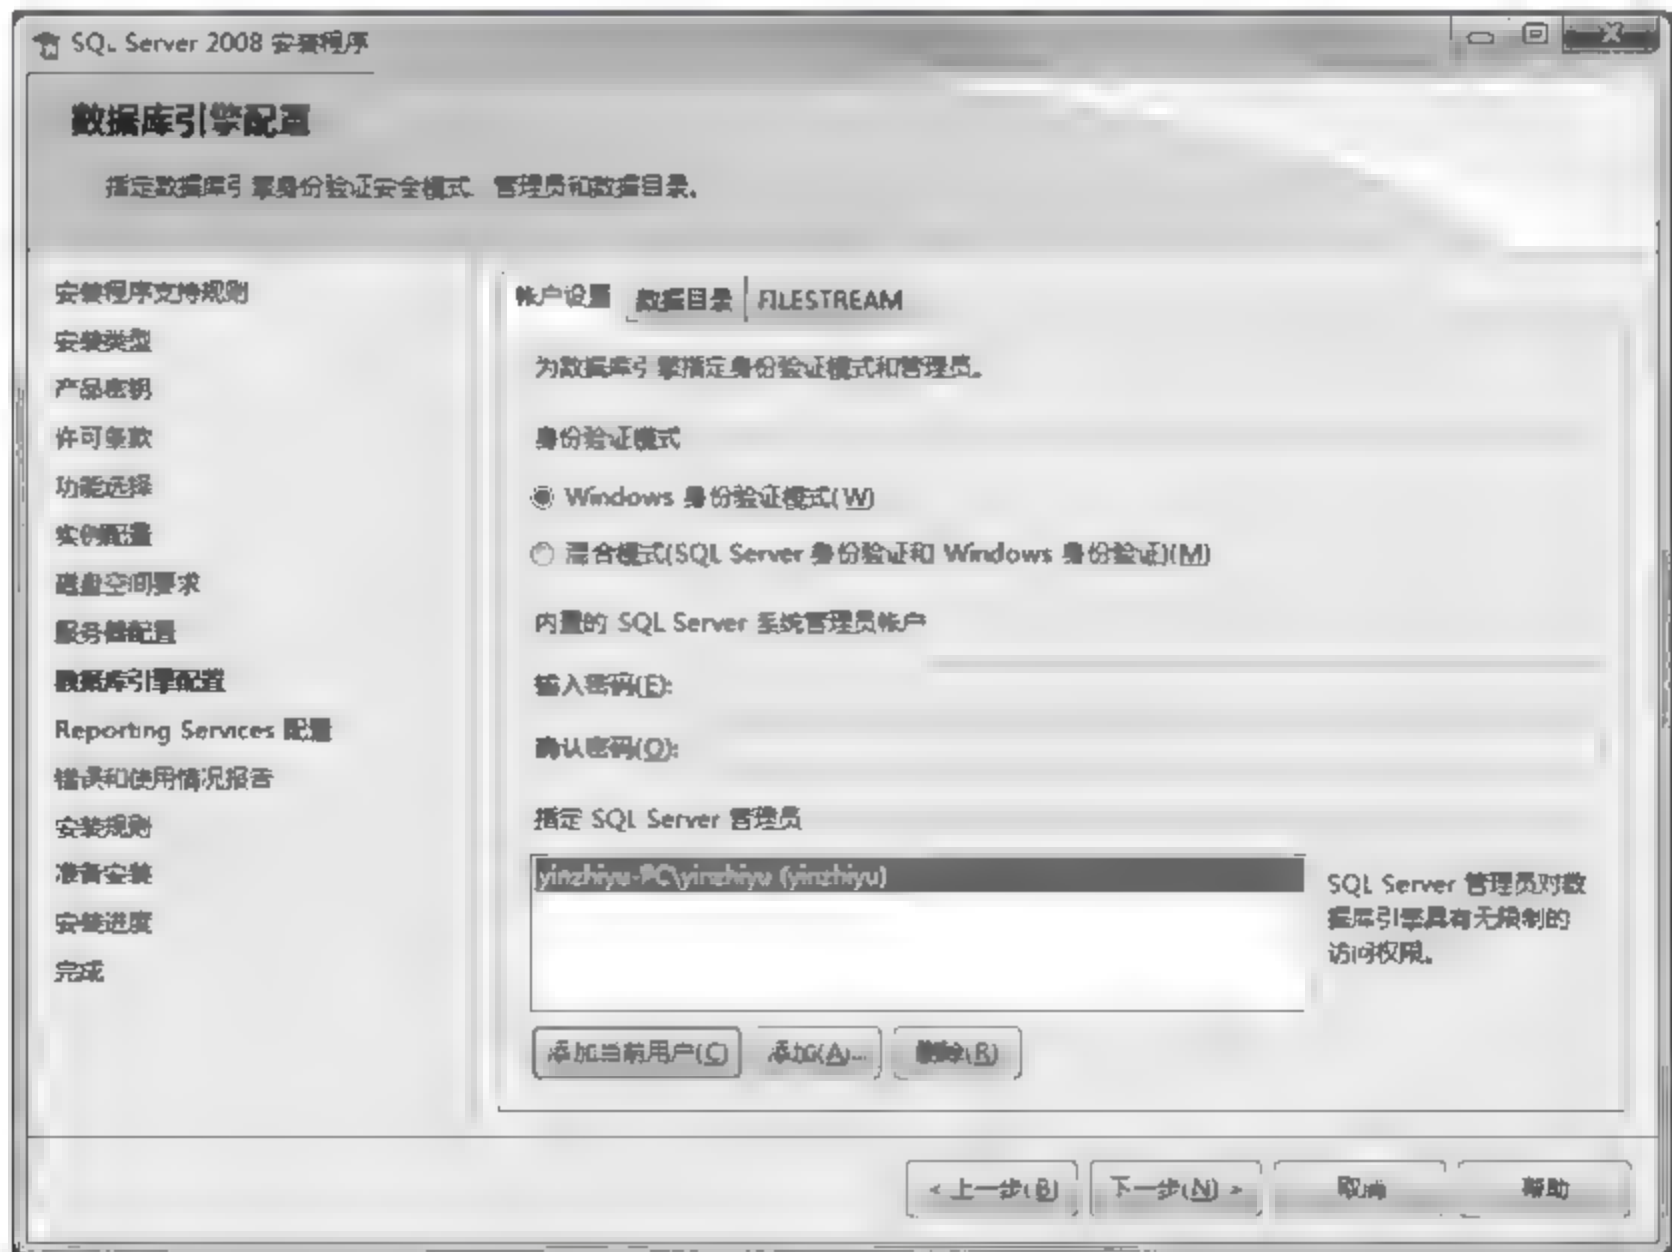 SQL Server 2008 安装程序
数据库引擎配置
指定数据库引擎身份验证安全模式、管理员和数据目录。
安装程序支持规则
安装类型
产品密钥
许可条款
功能选择
实例配置
磁盘空间要求
服务器配置
数据库引擎配置
Reporting Services 配置
错误和使用情况报告
安装规则
准备安装
安装进度
完成
帐户设置 数据目录 FILESTREAM
为数据库引擎指定身份验证模式和管理员。
身份验证模式
Windows 身份验证模式(W)
混合模式(SQL Server 身份验证和 Windows 身份验证)(M)
内置的 SQL Server 系统管理员帐户
输入密码(E):
确认密码(O):
指定 SQL Server 管理员
yinzhiyu-PC\yinzhiyu (yinzhiyu)
SQL Server 管理员对数
据库引擎具有无限制的
访问权限。
添加当前用户(C) 添加(A)... 删除(R)
< 上一步(B) 下一步(N) > 取消 帮助